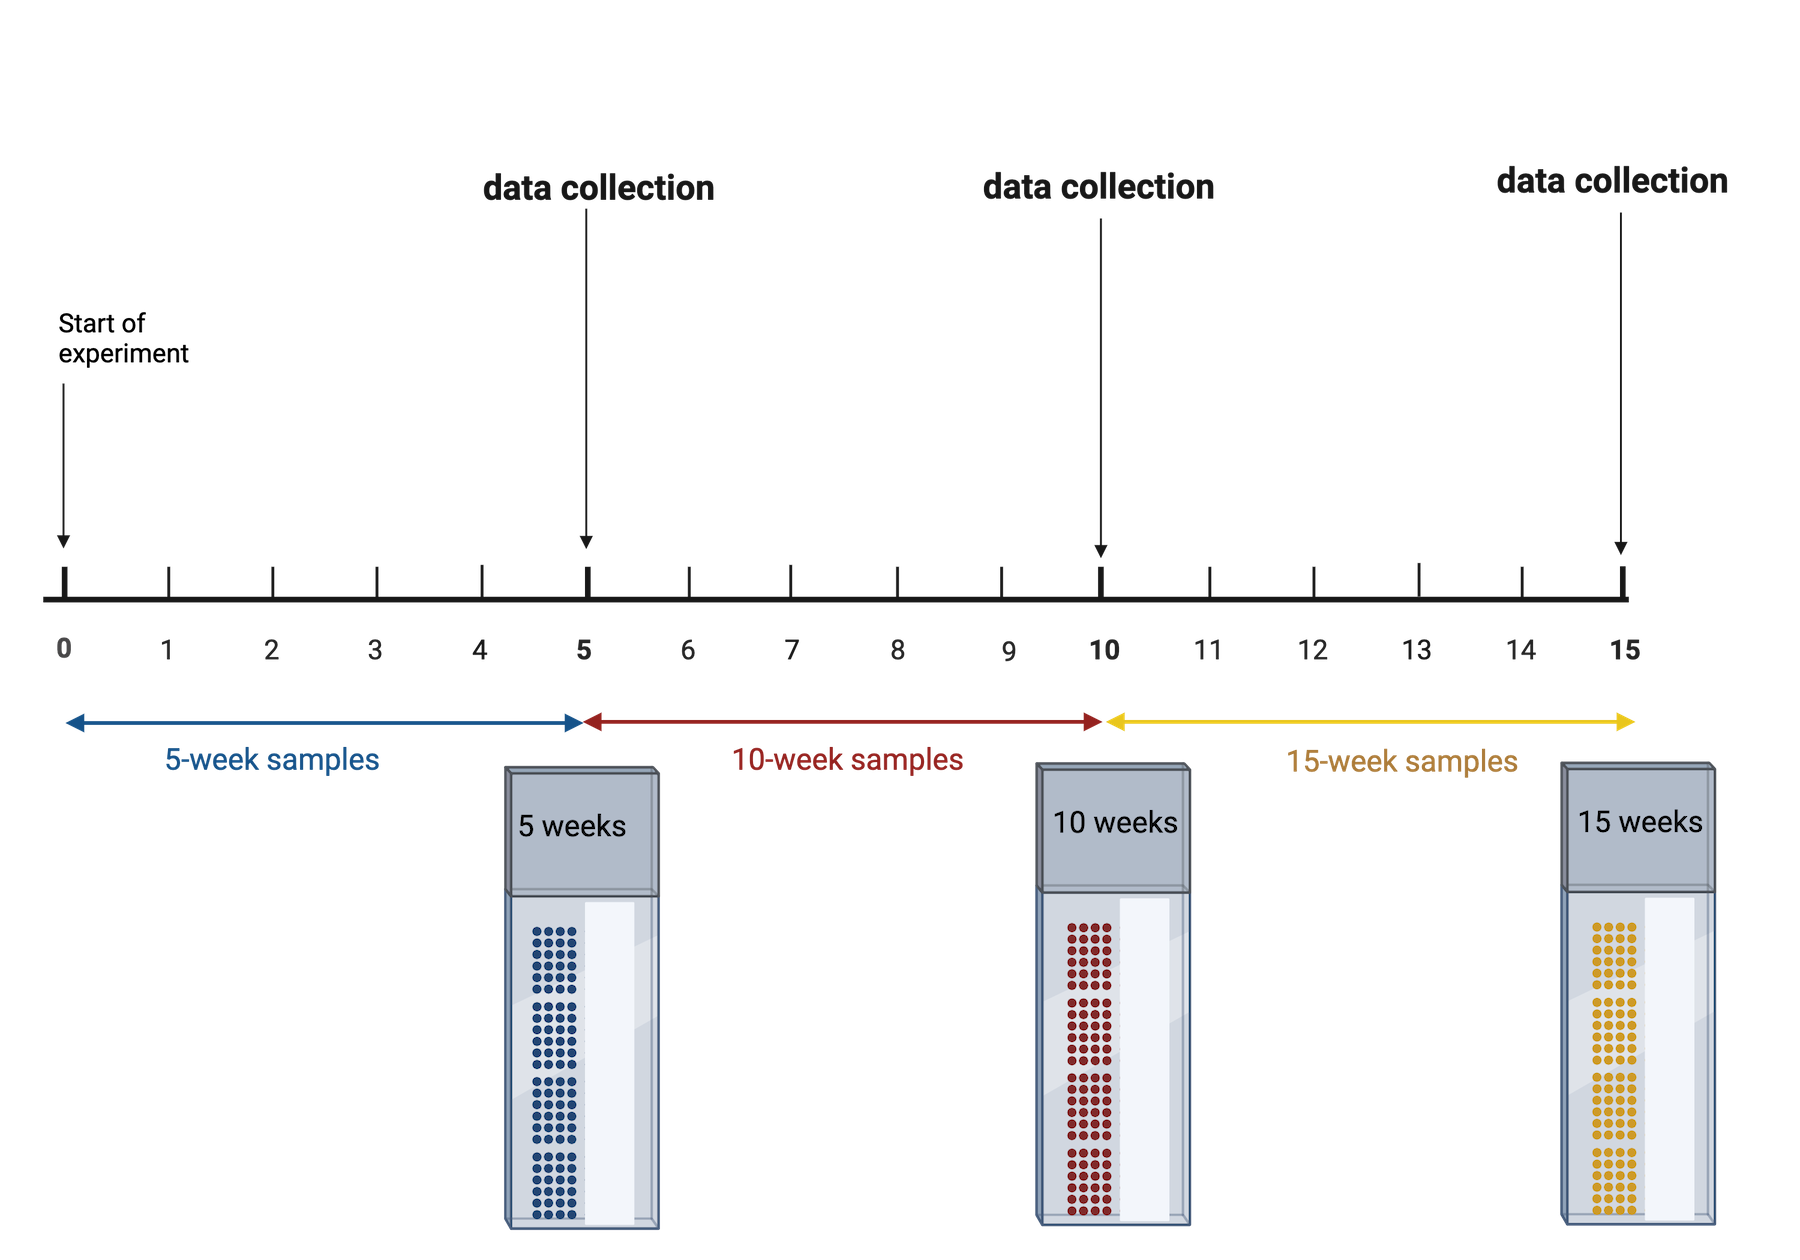 data collection
data collection
data collection
Start of
experiment
0 1 2 3 4 5 6 7 8 9 10 11 12 13 14 15
5-week samples
10-week samples
15-week samples
5 weeks
10 weeks
15 weeks